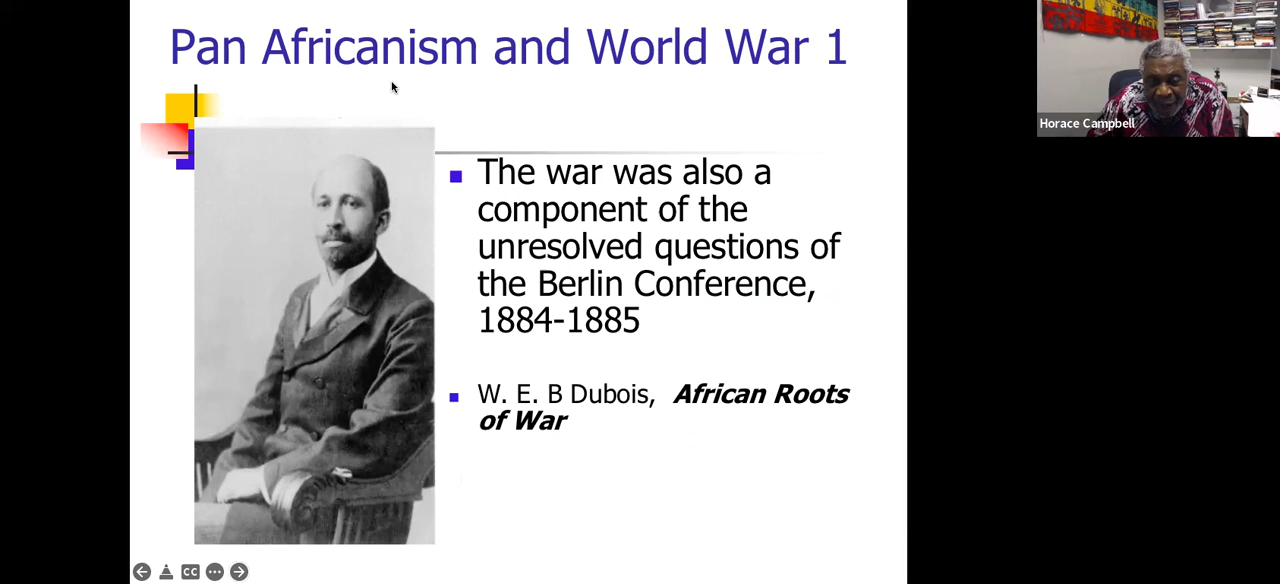 Pan Africanism and World War 1
The war was also a
component of the
unresolved questions of
the Berlin Conference,
1884-1885
W. E. B Dubois, African Roots
of War
Horace Campbell
CC